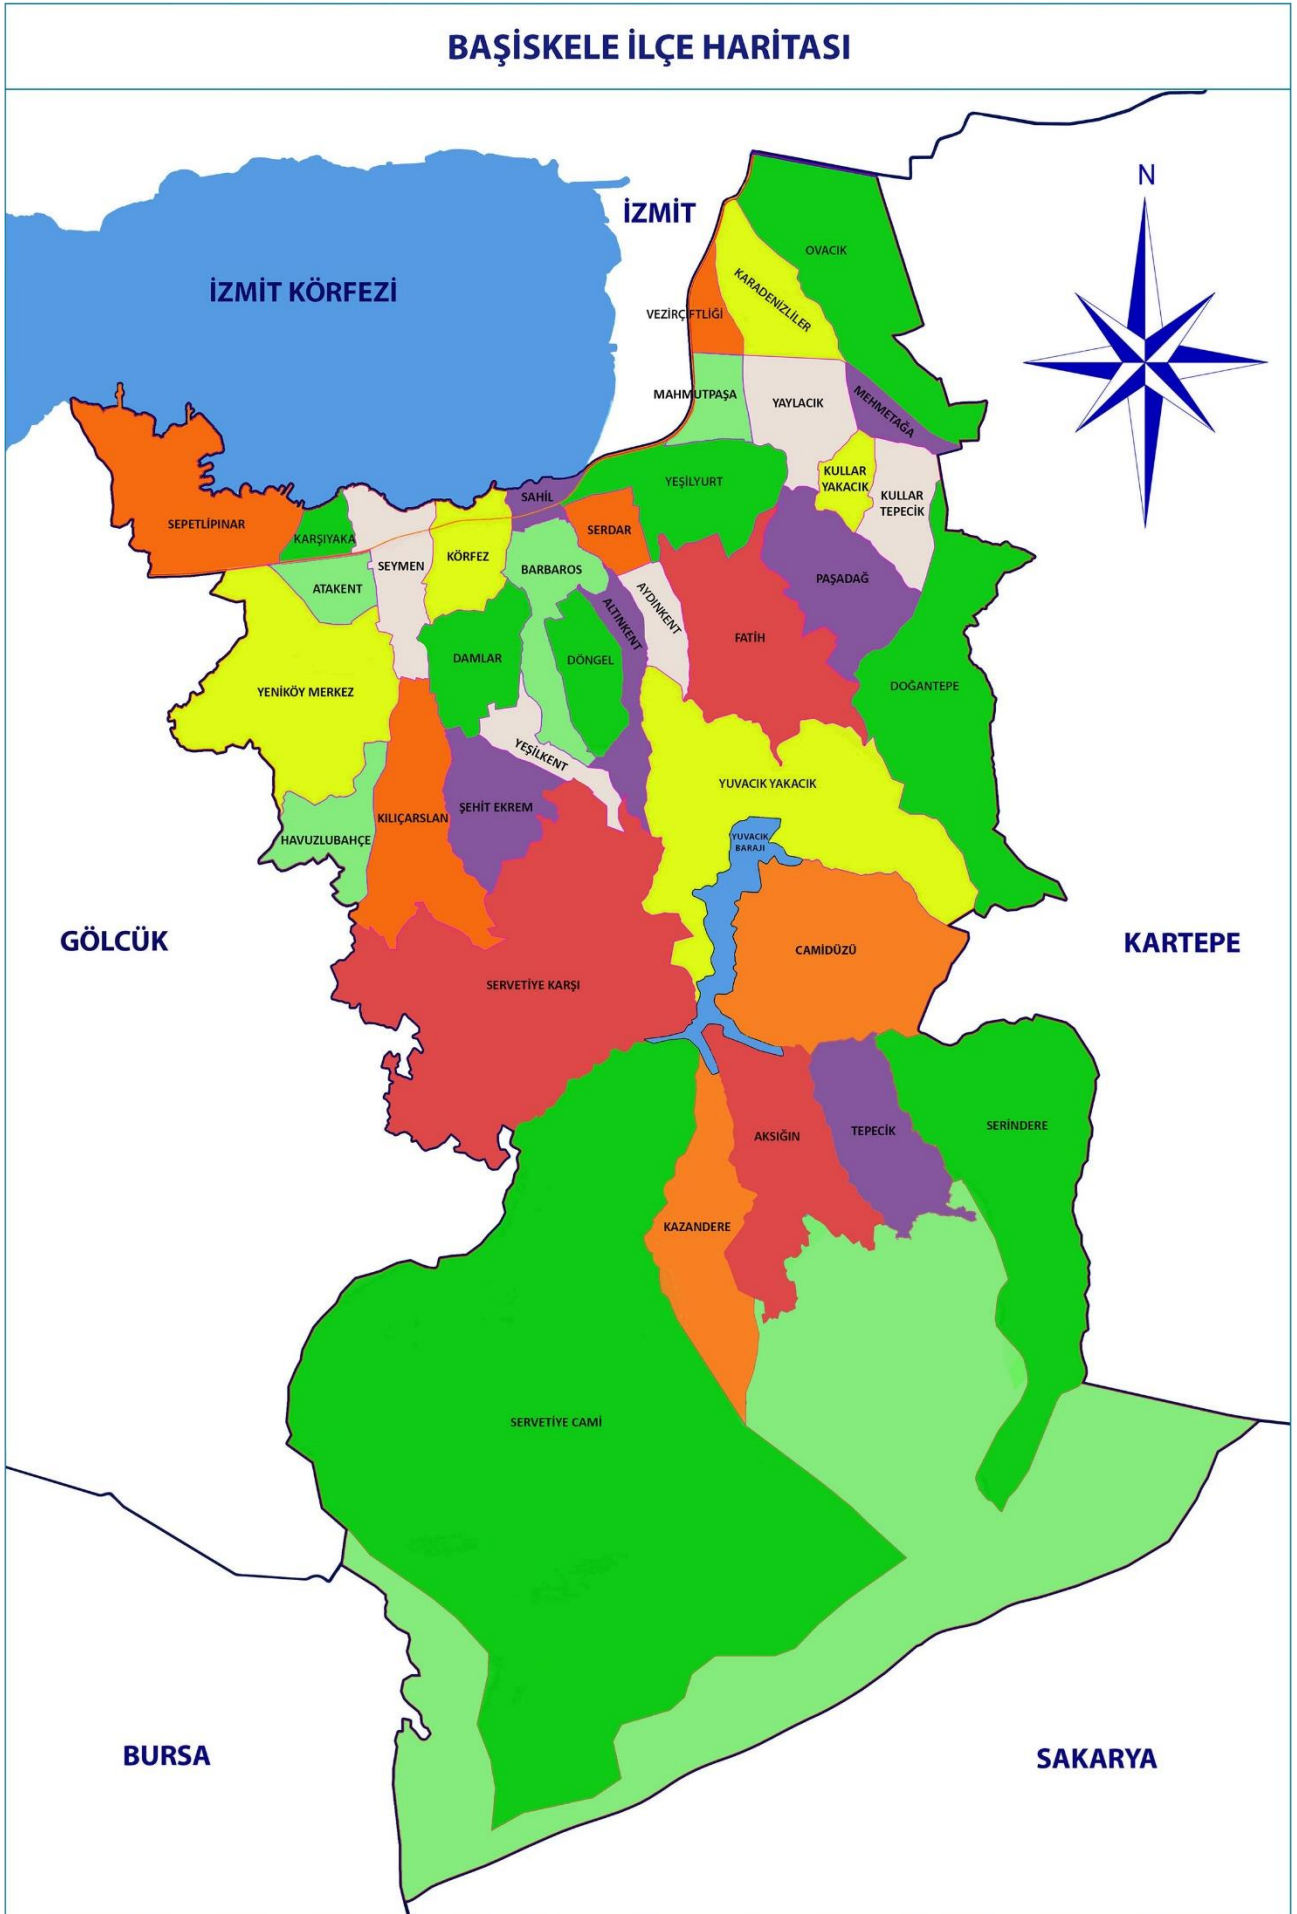 BAŞİSKELE İLÇE HARİTASI
N
İZMİT
OVACIK
İZMİT KÖRFEZİ
KARADENİZLİLER
VEZİRÇİFTLİĞİ
MAHMUTPAŞA
YAYLACIK
MEHMETAĞA
KULLAR
YAKACIK
YEŞİLYURT
KULLAR
TEPECİK
SAHİL
SEPETLİPINAR
SERDAR
KARŞIYAKA
KÖRFEZ
SEYMEN
BARBAROS
PAŞADAĞ
ATAKENT
AYDINKENT
ALTINKENT
FATİH
DAMLAR
DÖNGEL
DOĞANTEPE
YENİKÖY MERKEZ
YEŞİLKENT
YUVACIK YAKACIK
ŞEHİT EKREM
KILIÇARSLAN
HAVUZLUBAHÇE
YUVACIK
BARAJI
GÖLCÜK
KARTEPE
CAMİDÜZÜ
SERVETİYE KARŞI
SERİNDERE
TEPECİK
AKSIĞIN
KAZANDERE
SERVETİYE CAMİ
BURSA
SAKARYA